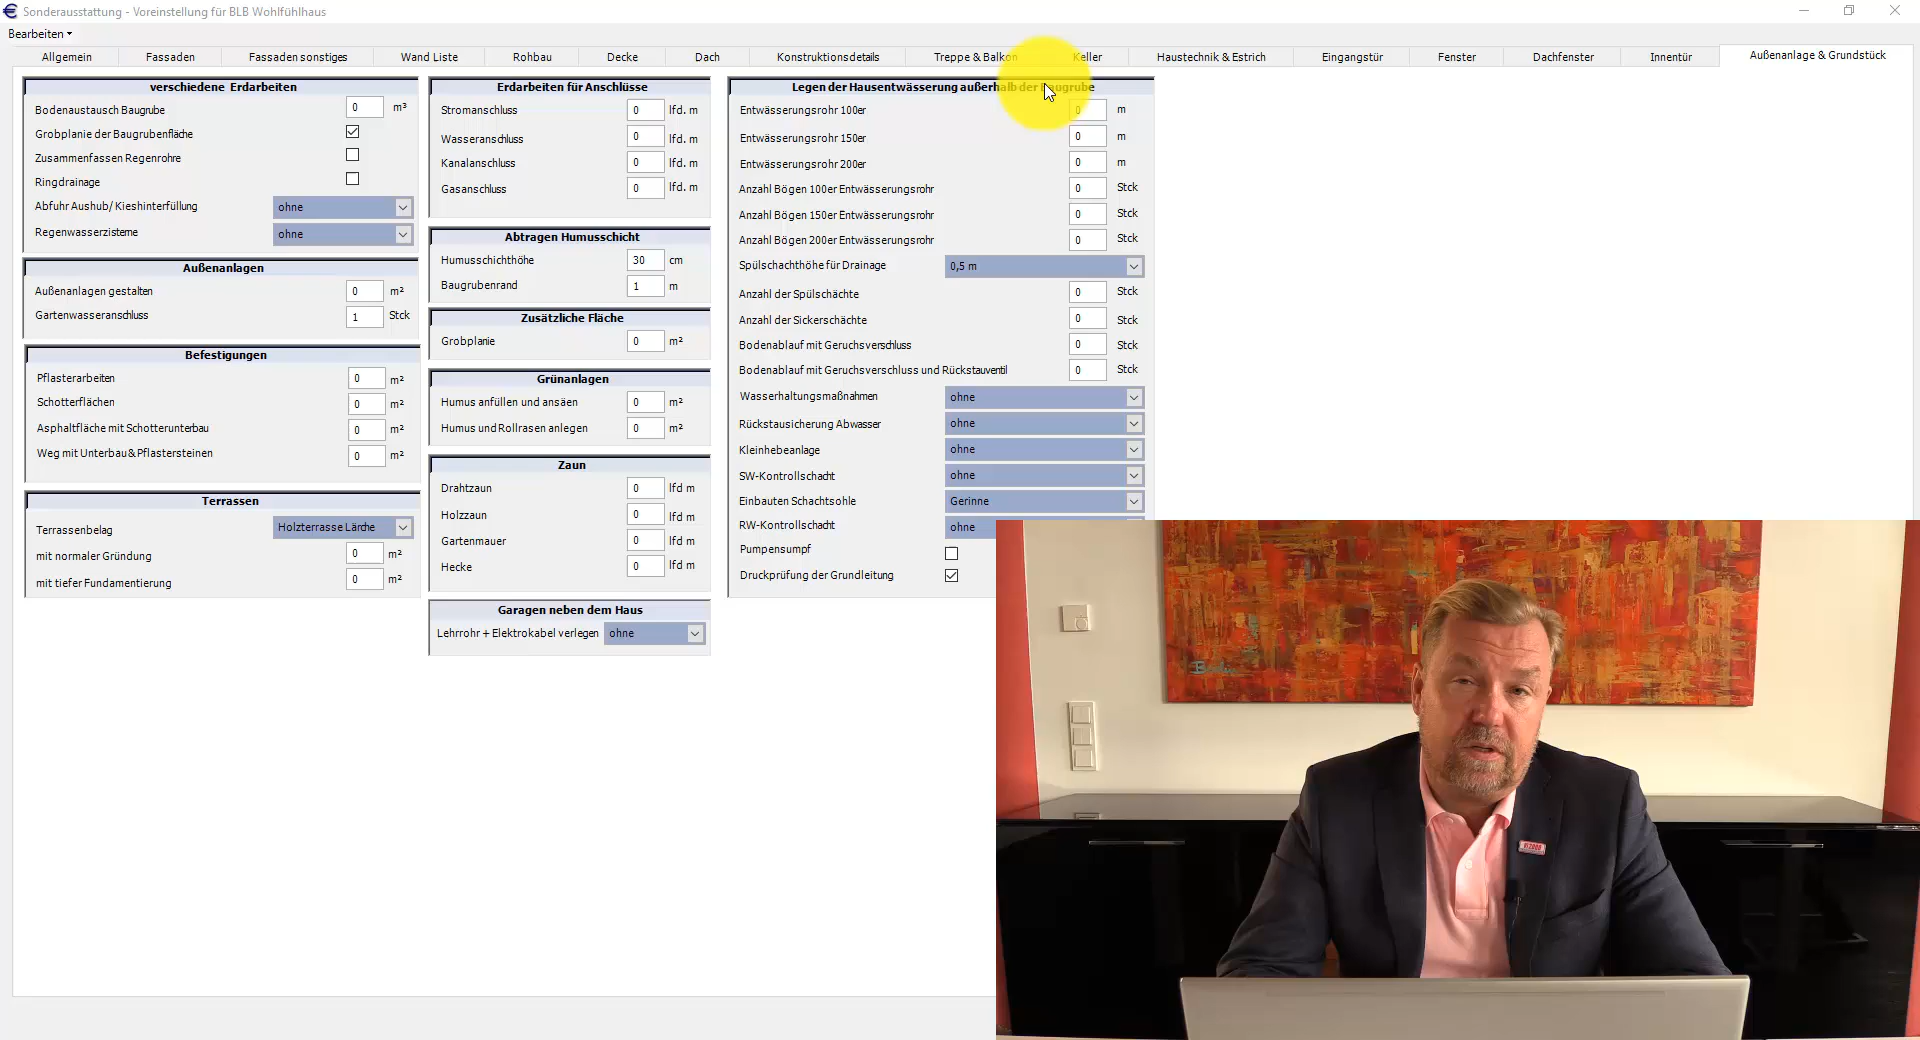 Sonderausstattung - Voreinstellung für BLB Wohlfühlhaus
Bearbeiten
Allgemein
Fassaden
Fassaden sonstiges
Wand Liste
Rohbau
Decke
Dach
Konstruktionsdetails
Treppe & Balkon
Keller
Haustechnik & Estrich
Eingangstür
Fenster
Dachfenster
Innentür
Außenanlage & Grundstück
verschiedene Erdarbeiten
Bodenaustausch Baugrube 0 m³
Grobplanie der Baugrubenfläche
Zusammenfassen Regenrohre
Ringdrainage
Abfuhr Aushub/ Kieshinterfüllung ohne
Regenwasserzisteme ohne
Außenanlagen
Außenanlagen gestalten 0 m²
Gartenwasseranschluss 1 Stck
Befestigungen
Pflasterarbeiten 0 m²
Schotterflächen 0 m²
Asphaltfläche mit Schotterunterbau 0 m²
Weg mit Unterbau&Pflastersteinen 0 m²
Terrassen
Terrassenbelag Holzterrasse Lärche
mit normaler Gründung 0 m²
mit tiefer Fundamentierung 0 m²
Erdarbeiten für Anschlüsse
Stromanschluss 0 lfd. m
Wasseranschluss 0 lfd. m
Kanalanschluss 0 lfd. m
Gasanschluss 0 lfd. m
Abtragen Humusschicht
Humusschichthöhe 30 cm
Baugrubenrand 1 m
Zusätzliche Fläche
Grobplanie 0 m²
Grünanlagen
Humus anfüllen und ansäen 0 m²
Humus und Rollrasen anlegen 0 m²
Zaun
Drahtzaun 0 lfd m
Holzzaun 0 lfd m
Gartenmauer 0 lfd m
Hecke 0 lfd m
Garagen neben dem Haus
Lehrrohr + Elektrokabel verlegen ohne
Legen der Hausentwässerung außerhalb der Baugrube
Entwässerungsrohr 100er 0 m
Entwässerungsrohr 150er 0 m
Entwässerungsrohr 200er 0 m
Anzahl Bögen 100er Entwässerungsrohr 0 Stck
Anzahl Bögen 150er Entwässerungsrohr 0 Stck
Anzahl Bögen 200er Entwässerungsrohr 0 Stck
Spülschachthöhe für Drainage 0,5 m
Anzahl der Spülschächte 0 Stck
Anzahl der Sickerschächte 0 Stck
Bodenablauf mit Geruchsverschluss 0 Stck
Bodenablauf mit Geruchsverschluss und Rückstauventil 0 Stck
Wasserhaltungsmaßnahmen ohne
Rückstausicherung Abwasser ohne
Kleinhebeanlage ohne
SW-Kontrollschacht ohne
Einbauten Schachtsohle Gerinne
RW-Kontrollschacht ohne
Pumpensumpf
Druckprüfung der Grundleitung